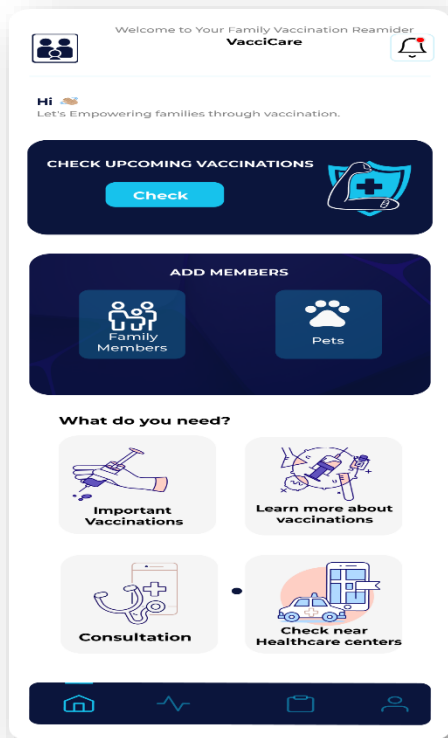 Welcome to Your Family Vaccination Reamider
VacciCare
Hi
Let's Empowering families through vaccination.
CHECK UPCOMING VACCINATIONS
Check
ADD MEMBERS
Family
Members
Pets
What do you need?
Important
Vaccinations
Learn more about
vaccinations
Consultation
Check near
Healthcare centers